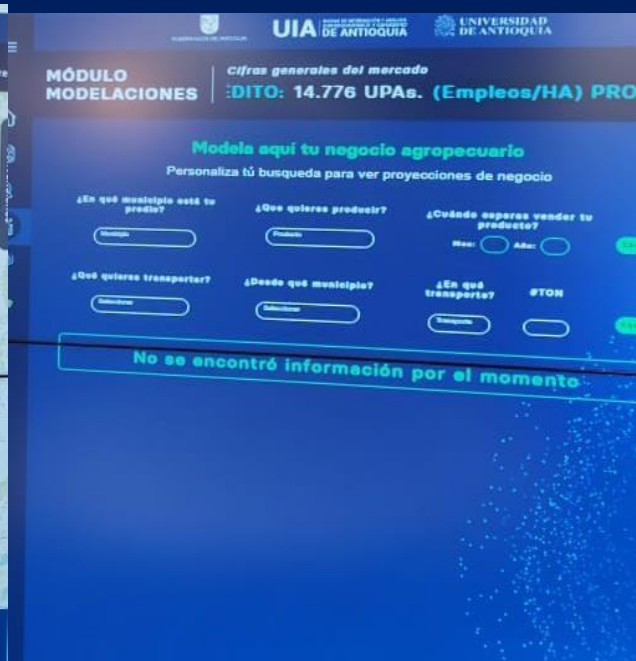 UIA
DE ANTIOQUIA
UNIVERSIDAD
DE ANTIOQUIA
MÓDULO
MODELACIONES
Cifras generales del mercado
DITO: 14.776 UPAs. (Empleos/HA) PRO
Modela aquí tu negocio agropecuario
Personaliza tú busqueda para ver proyecciones de negocio
¿En qué municipio está tu
predio?
Municipio
¿Que quieres producir?
Producto
¿Cuándo esperas vender tu
producto?
Mes:
Año:
¿Qué quieres transportar?
Seleccionar
¿Desde qué municipio?
Seleccionar
¿En qué
transporte?
Transporte
#TON
No se encontró información por el momento